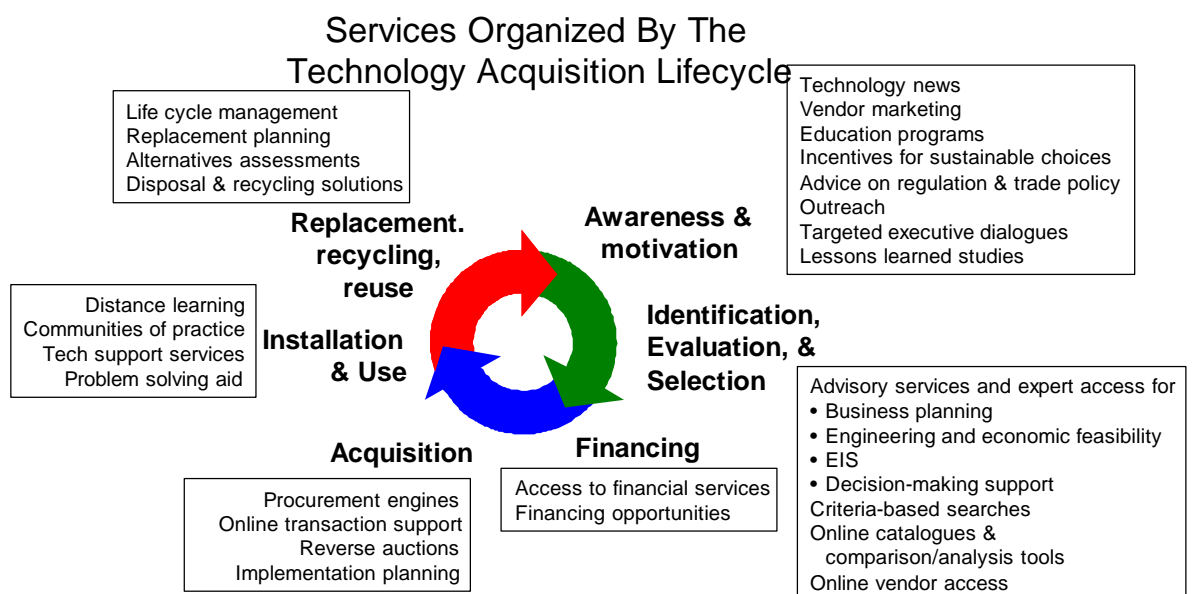 Services Organized By The
Technology Acquisition Lifecycle
Life cycle management
Replacement planning
Alternatives assessments
Disposal & recycling solutions
Technology news
Vendor marketing
Education programs
Incentives for sustainable choices
Advice on regulation & trade policy
Outreach
Targeted executive dialogues
Lessons learned studies
Replacement.
recycling,
reuse
Awareness &
motivation
Distance learning
Communities of practice
Tech support services
Problem solving aid
Installation
& Use
Identification,
Evaluation, &
Selection
Advisory services and expert access for
• Business planning
• Engineering and economic feasibility
• EIS
• Decision-making support
Criteria-based searches
Online catalogues &
comparison/analysis tools
Online vendor access
Acquisition
Financing
Procurement engines
Online transaction support
Reverse auctions
Implementation planning
Access to financial services
Financing opportunities